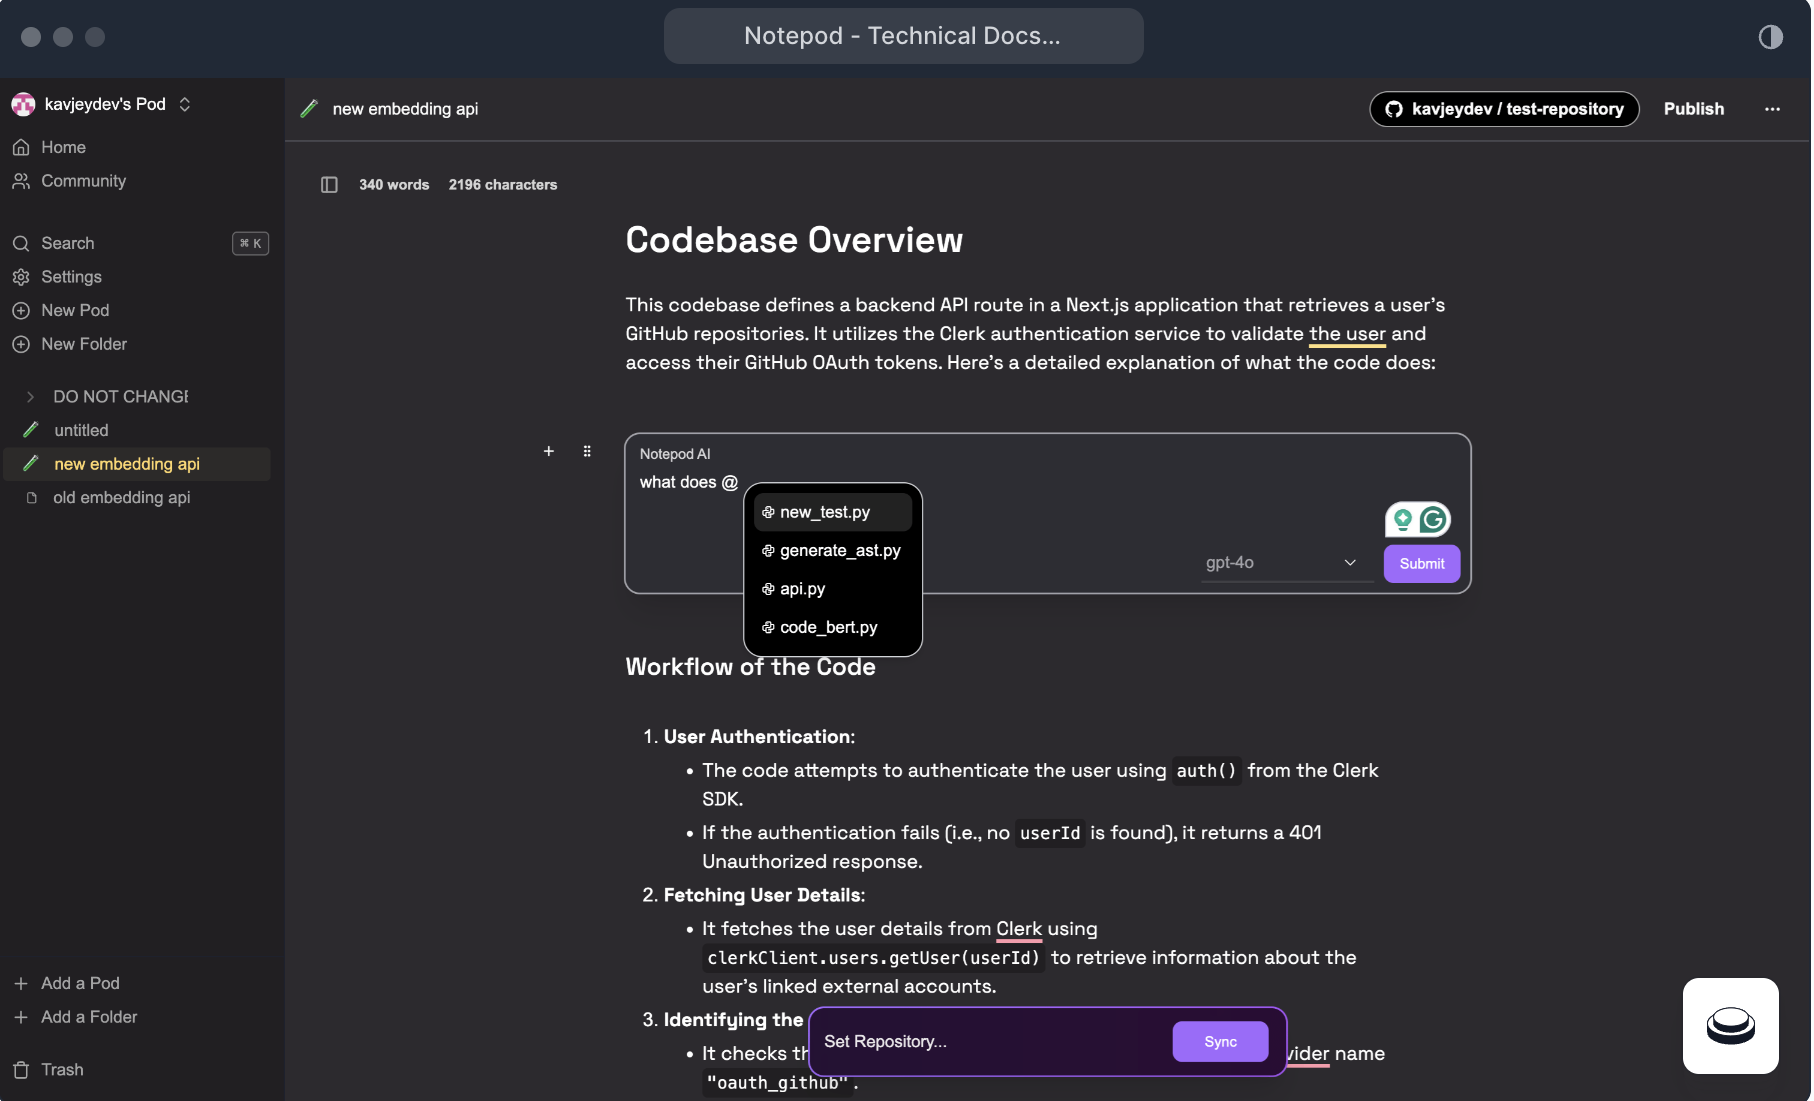 Notepod - Technical Docs...
kavjeydev's Pod
Home
Community
Search
⌘ K
Settings
New Pod
New Folder
DO NOT CHANGE
untitled
new embedding api
old embedding api
Add a Pod
Add a Folder
Trash
new embedding api
kavjeydev / test-repository
Publish
340 words
2196 characters
Codebase Overview
This codebase defines a backend API route in a Next.js application that retrieves a user's
GitHub repositories. It utilizes the Clerk authentication service to validate the user and
access their GitHub OAuth tokens. Here's a detailed explanation of what the code does:
Notepod AI
what does @
new_test.py
generate_ast.py
api.py
code_bert.py
gpt-4o
Submit
Workflow of the Code
1. User Authentication:
• The code attempts to authenticate the user using auth() from the Clerk
SDK.
• If the authentication fails (i.e., no userId is found), it returns a 401
Unauthorized response.
2. Fetching User Details:
• It fetches the user details from Clerk using
clerkClient.users.getUser(userId) to retrieve information about the
user's linked external accounts.
3. Identifying the
• It checks
name
"oauth_github".
Set Repository...
Sync